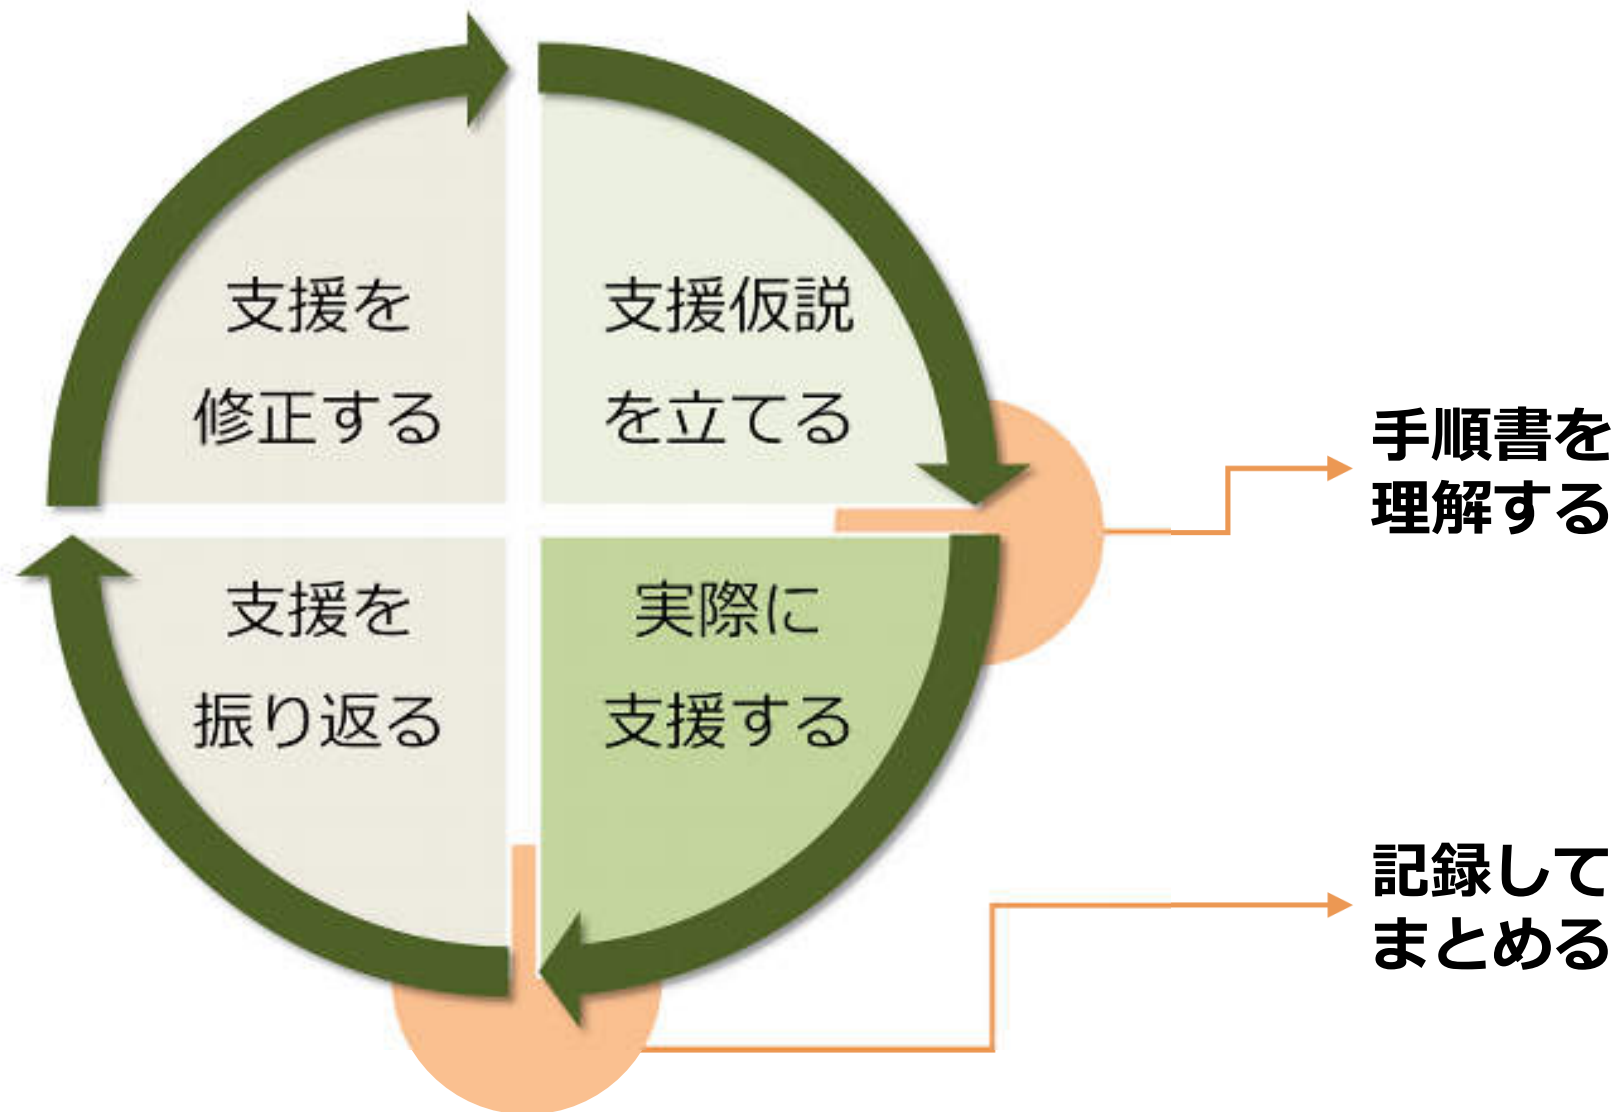 支援を
修正する
支援仮説
を立てる
手順書を
理解する
支援を
振り返る
実際に
支援する
記録して
まとめる